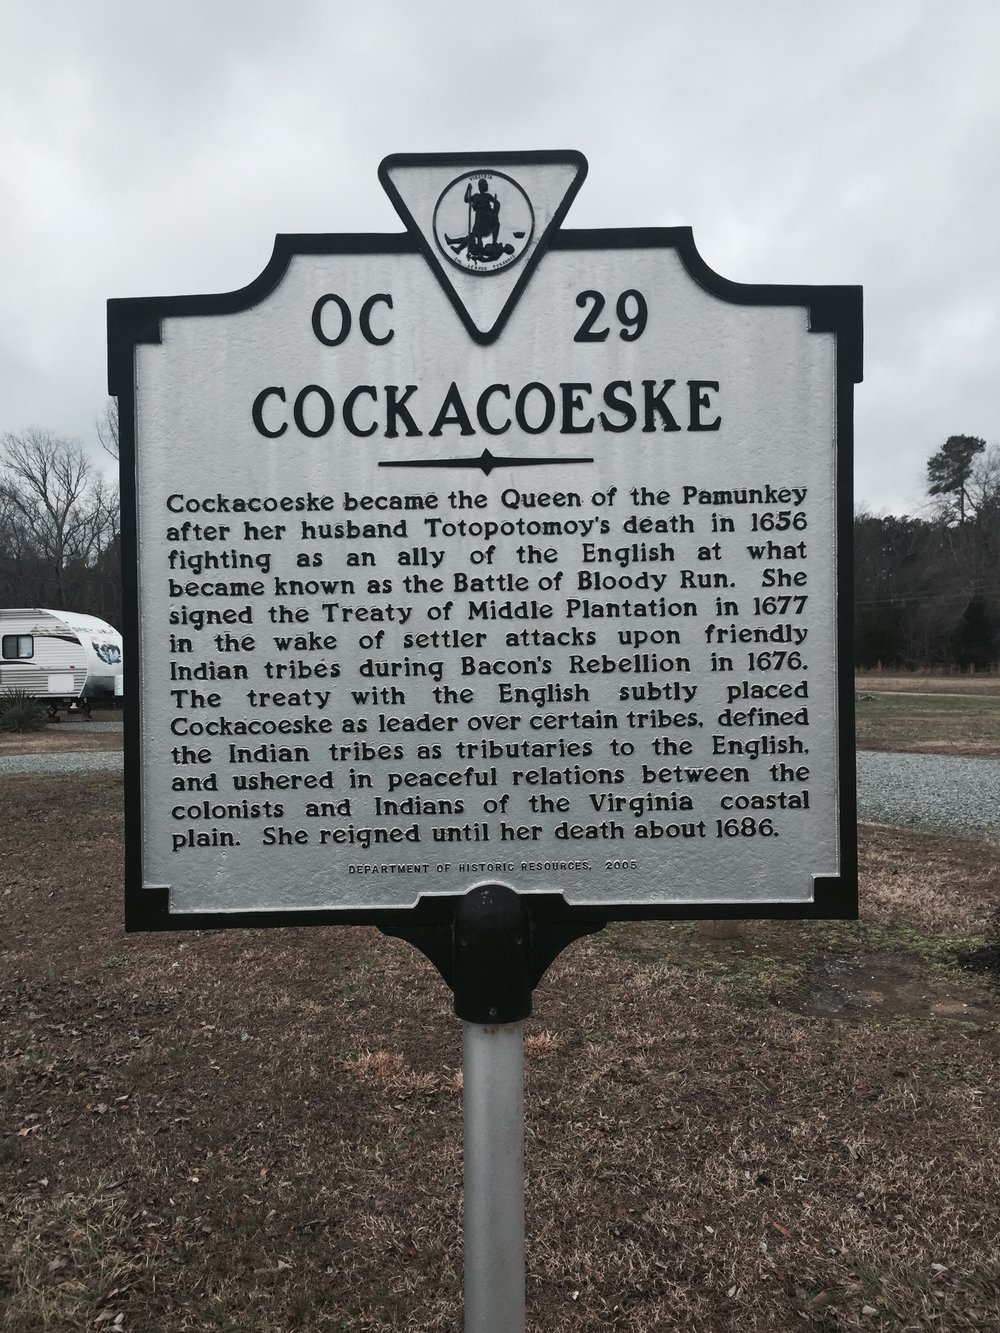 VIRGINIA
OC 29
COCKACOESKE
Cockacoeske became the Queen of the Pamunkey
after her husband Totopotomoy's death in 1656
fighting as an ally of the English at what
became known as the Battle of Bloody Run. She
signed the Treaty of Middle Plantation in 1677
in the wake of settler attacks upon friendly
Indian tribes during Bacon's Rebellion in 1676.
The treaty with the English subtly placed
Cockacoeske as leader over certain tribes, defined
the Indian tribes as tributaries to the English,
and ushered in peaceful relations between the
colonists and Indians of the Virginia coastal
plain. She reigned until her death about 1686.
DEPARTMENT OF HISTORIC RESOURCES, 2005
GREY WOLF